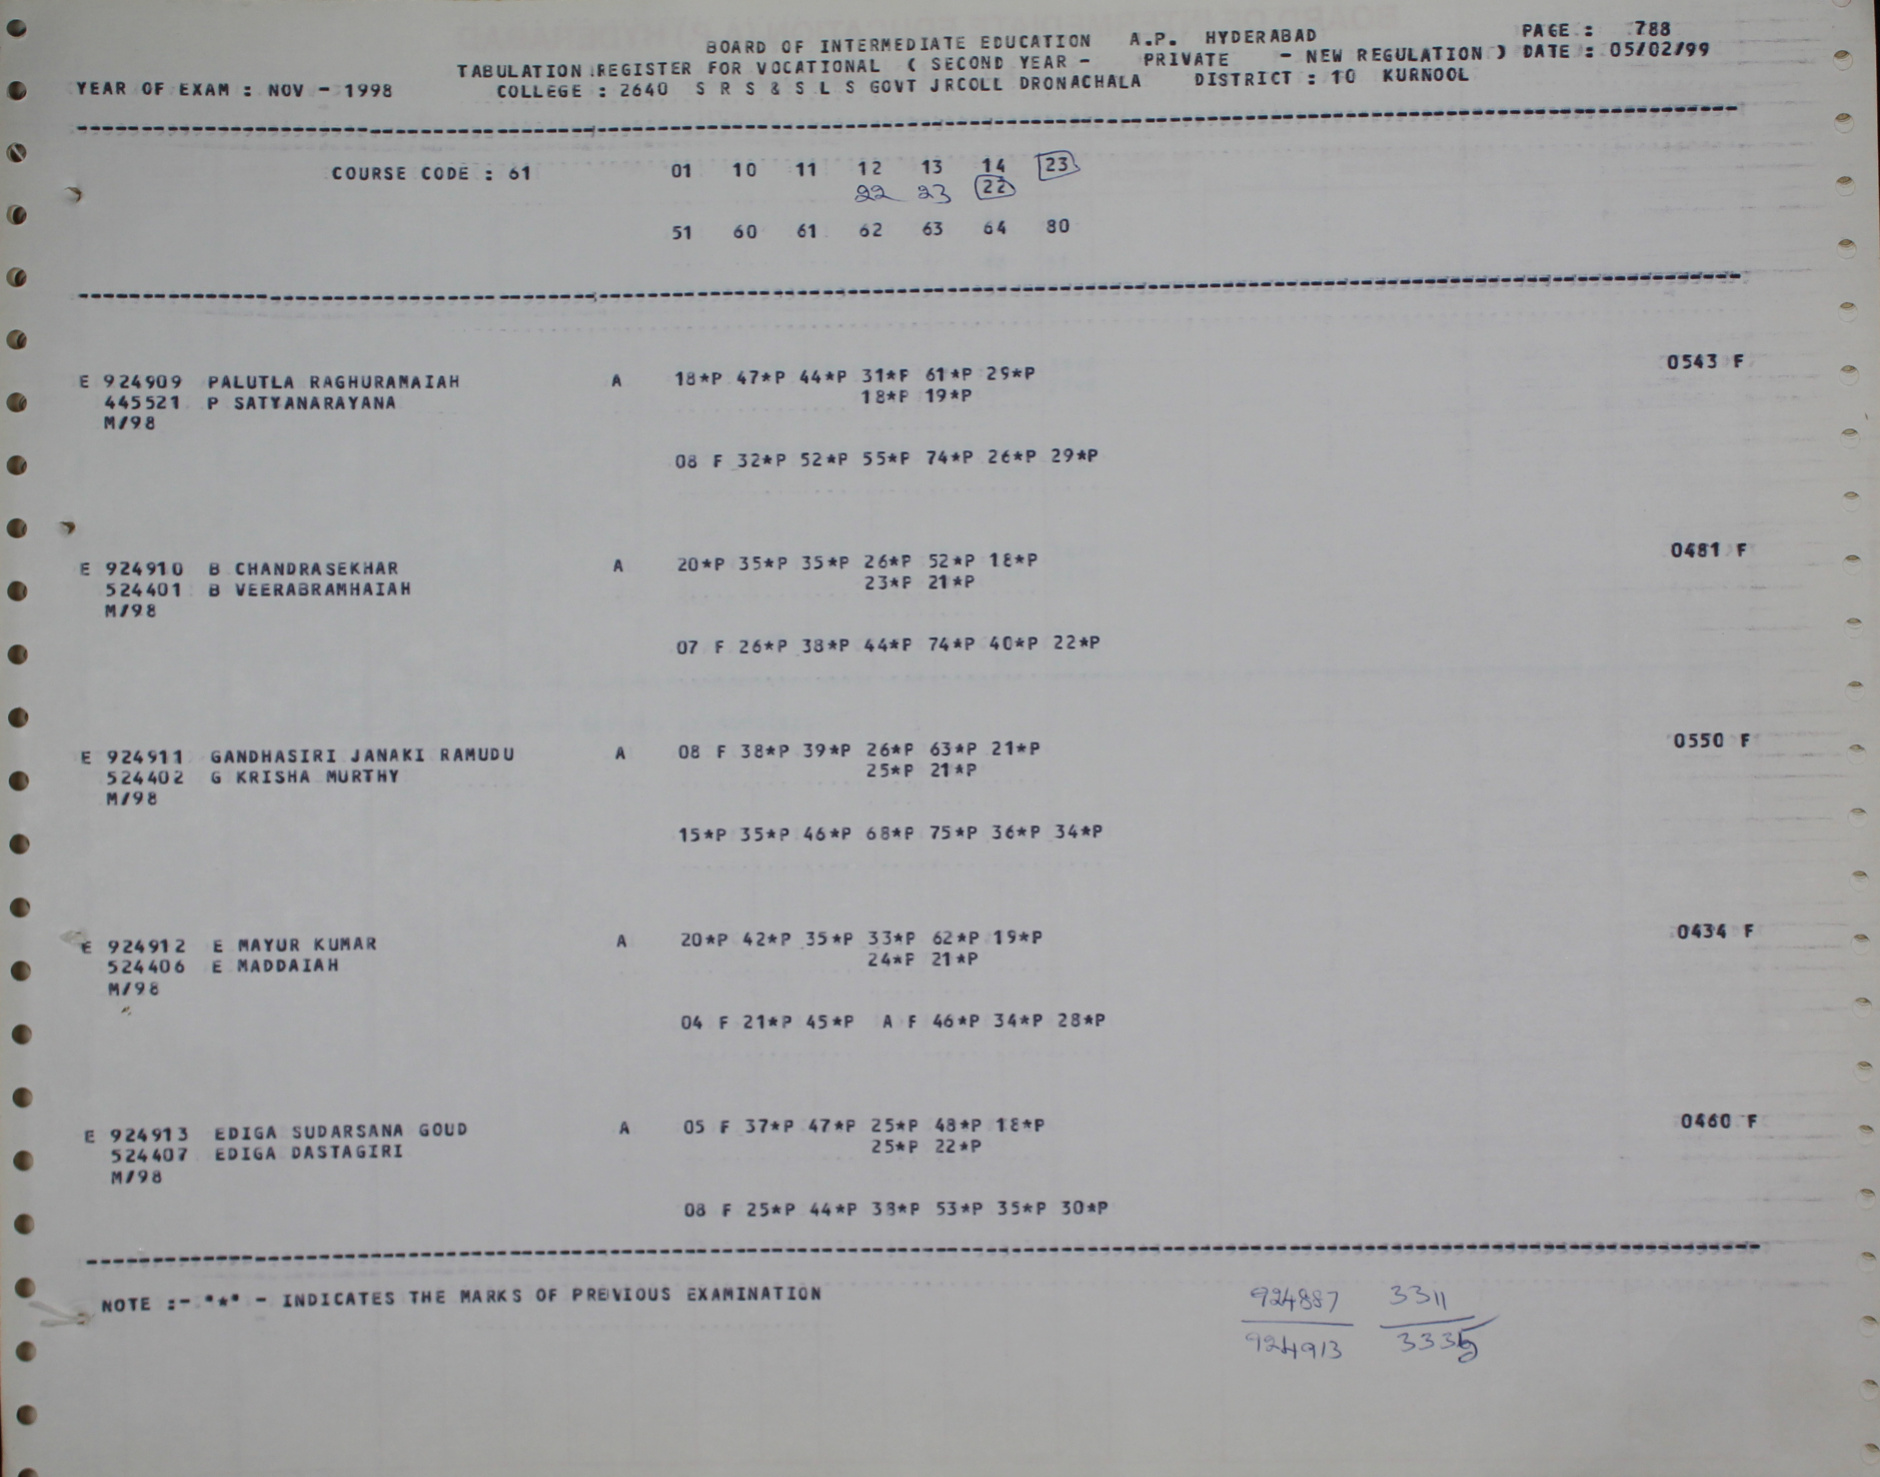 BOARD OF INTERMEDIATE EDUCATION A.P. HYDERABAD PAGE : 788
TABULATION REGISTER FOR VOCATIONAL ( SECOND YEAR - PRIVATE - NEW REGULATION ) DATE : 05/02/99
YEAR OF EXAM : NOV - 1998 COLLEGE : 2640 S R S & S L S GOVT JRCOLL DRONACHALA DISTRICT : 10 KURNOOL
COURSE CODE : 61 01 10 11 12 13 14 23
22 23 22
51 60 61 62 63 64 80
0543 F
E 924909 PALUTLA RAGHURAMAIAH A 18*P 47*P 44*P 31*P 61*P 29*P
445521 P SATYANARAYANA 18*P 19*P
M/98
08 F 32*P 52*P 55*P 74*P 26*P 29*P
0481 F
E 924910 B CHANDRASEKHAR A 20*P 35*P 35*P 26*P 52*P 18*P
524401 B VEERABRAMHAIAH 23*P 21*P
M/98
07 F 26*P 38*P 44*P 74*P 40*P 22*P
0550 F
E 924911 GANDHASIRI JANAKI RAMUDU A 08 F 38*P 39*P 26*P 63*P 21*P
524402 G KRISHA MURTHY 25*P 21*P
M/98
15*P 35*P 46*P 68*P 75*P 36*P 34*P
0434 F
E 924912 E MAYUR KUMAR A 20*P 42*P 35*P 33*P 62*P 19*P
524406 E MADDAIAH 24*P 21*P
M/98
04 F 21*P 45*P A F 46*P 34*P 28*P
0460 F
E 924913 EDIGA SUDARSANA GOUD A 05 F 37*P 47*P 25*P 48*P 18*P
524407 EDIGA DASTAGIRI 25*P 22*P
M/98
08 F 25*P 44*P 38*P 53*P 35*P 30*P
NOTE :- "*" - INDICATES THE MARKS OF PREVIOUS EXAMINATION
924887 3311
924913